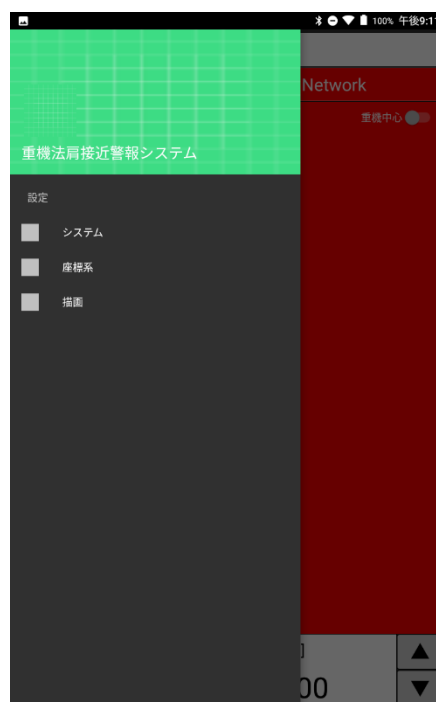 100% 午後9:11
Network
重機中心
重機法肩接近警報システム
設定
システム
座標系
描画
00